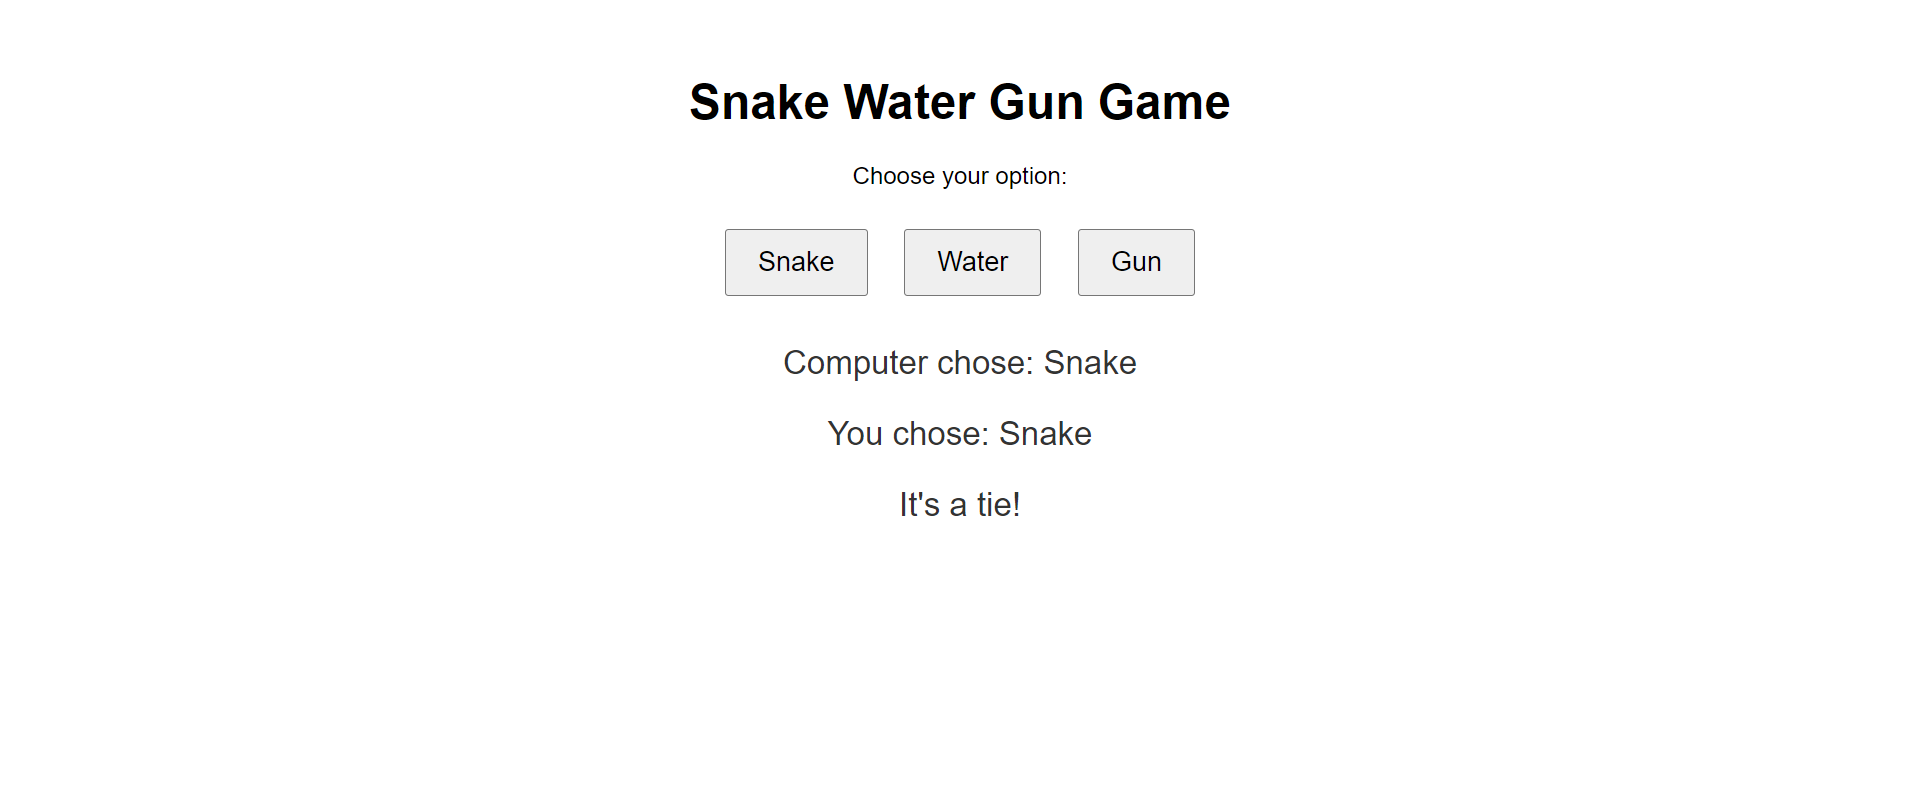 Snake Water Gun Game
Choose your option:
Snake Water Gun
Computer chose: Snake
You chose: Snake
It's a tie!